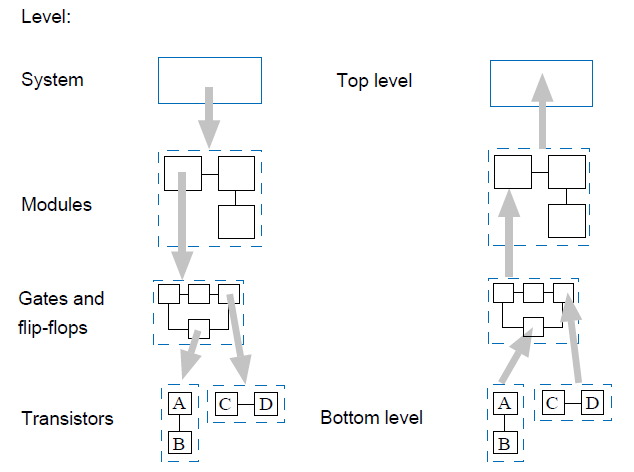 Level:
System
Top level
Modules
Gates and
flip-flops
A
C
D
A
C
D
Transistors
Bottom level
B
B